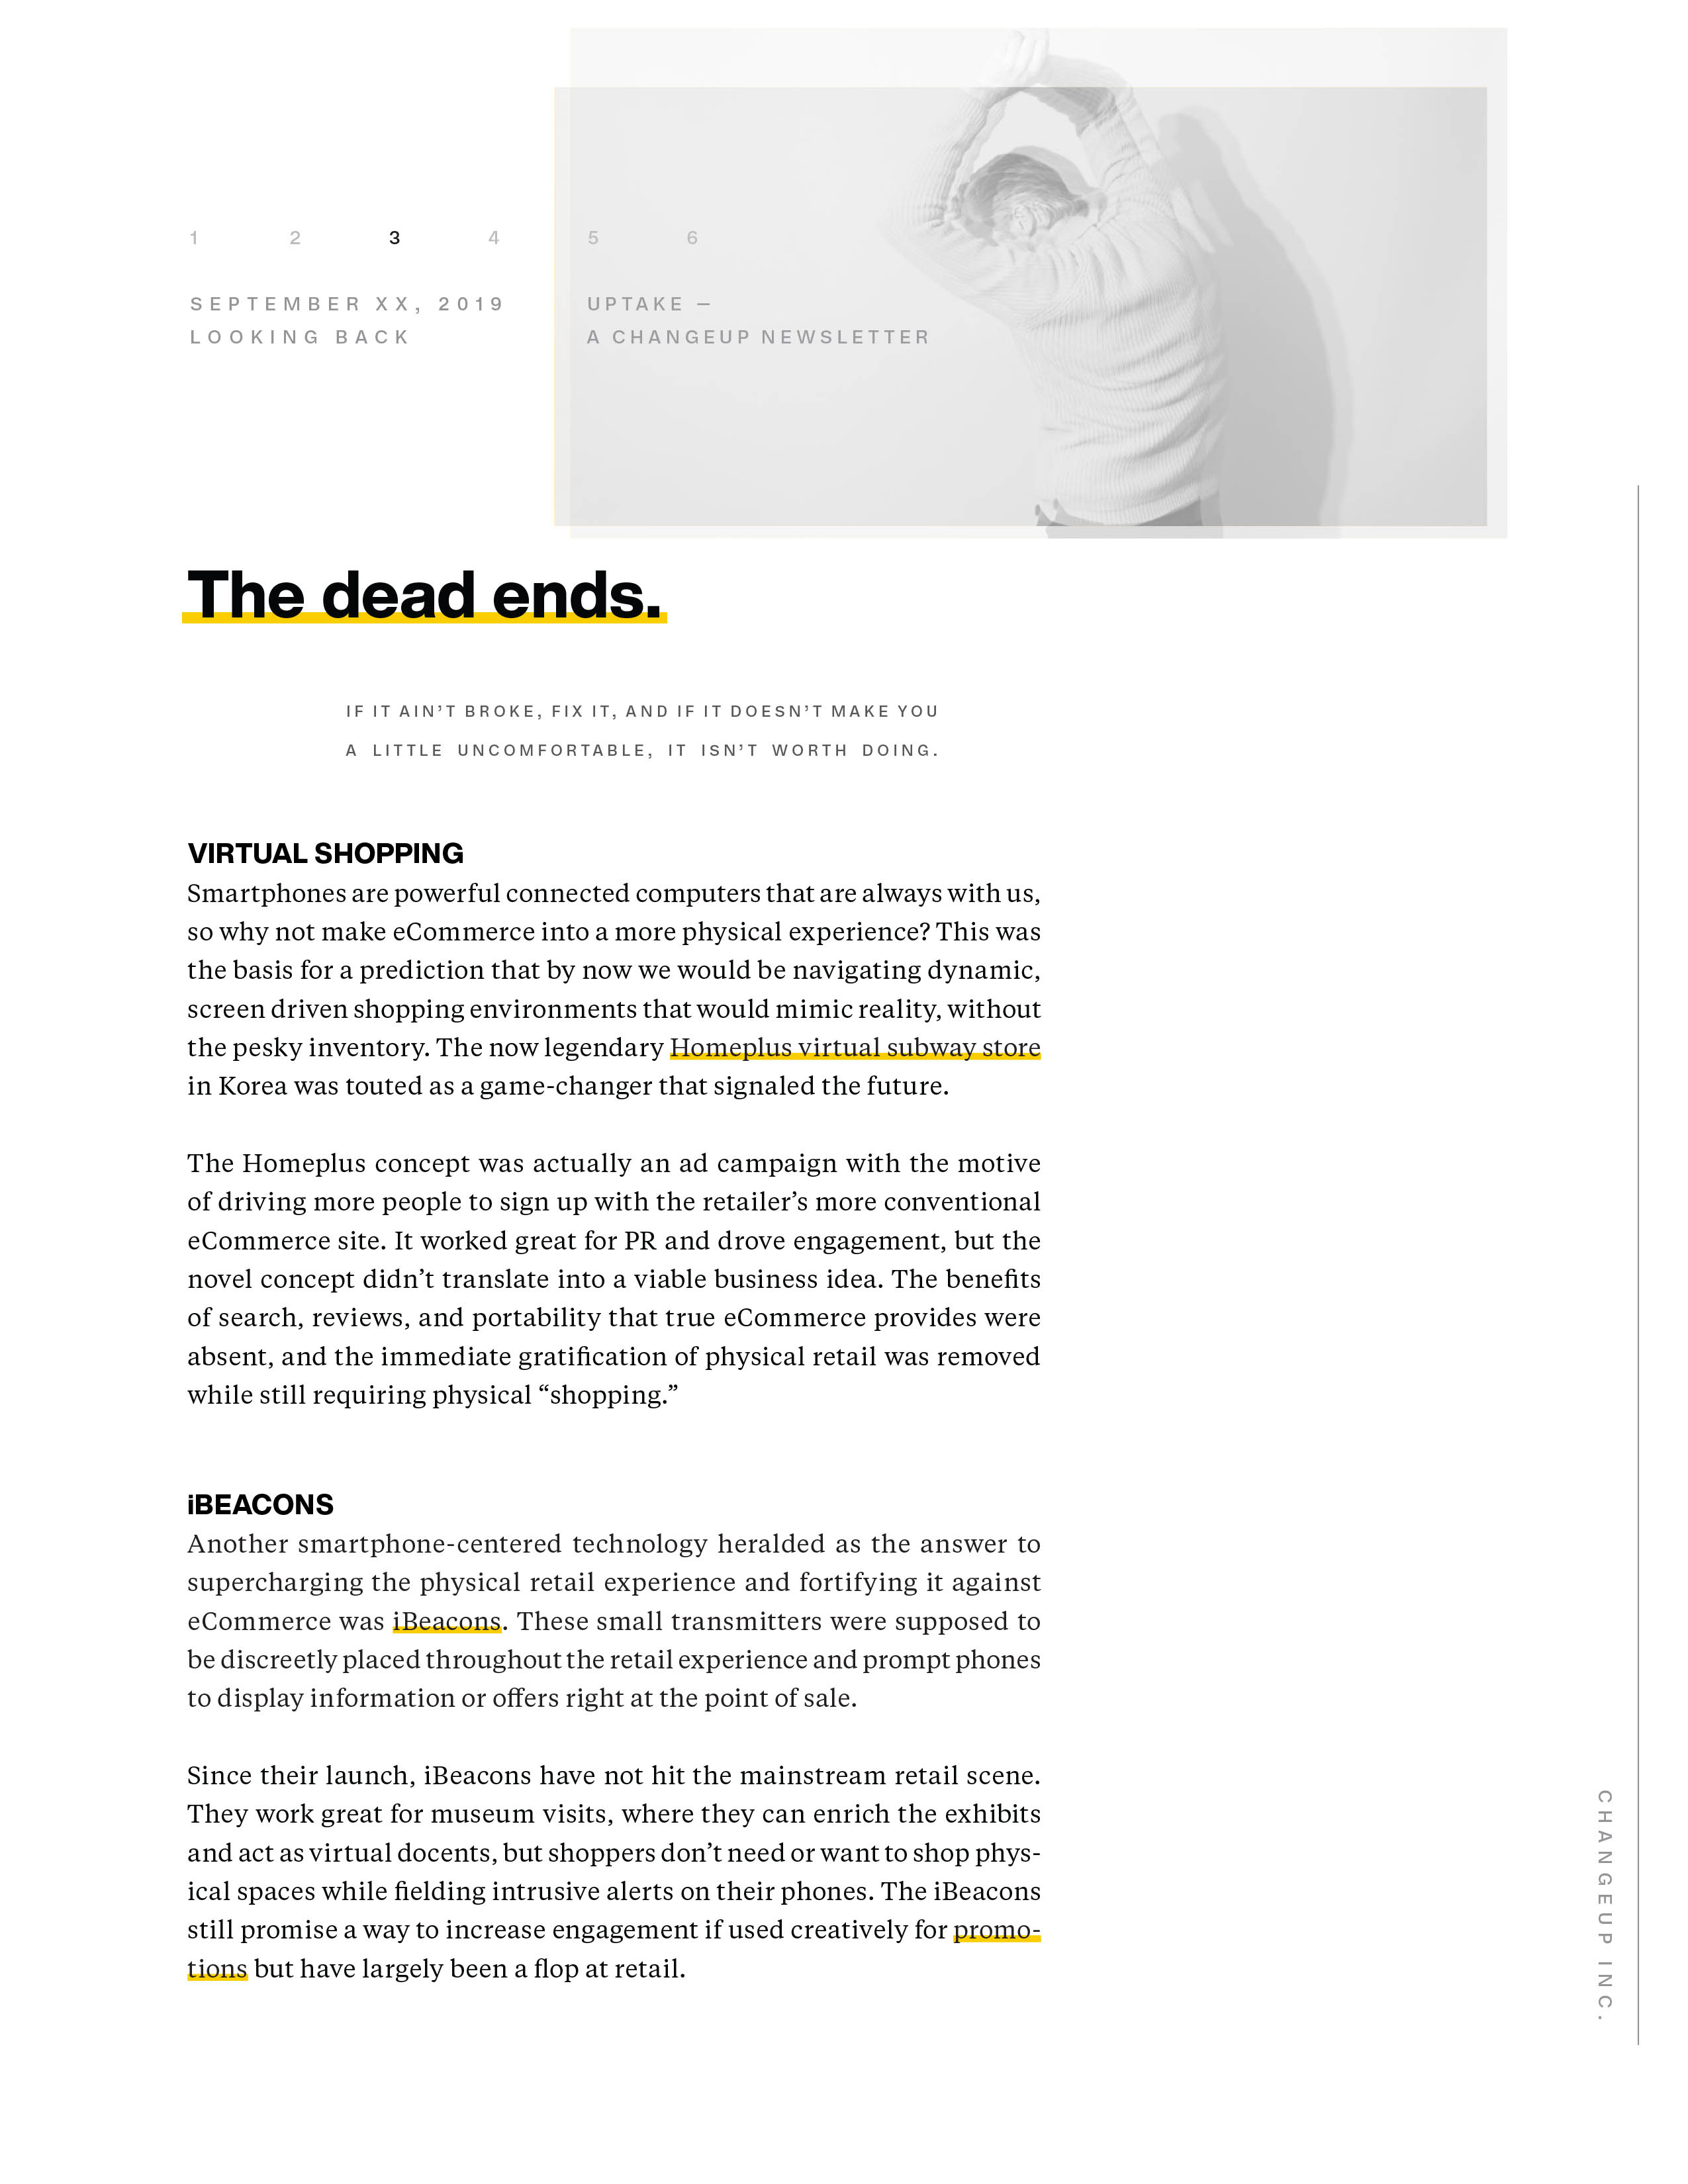 1 2 3 4 5 6
SEPTEMBER XX, 2019
LOOKING BACK
UPTAKE —
A CHANGEUP NEWSLETTER
The dead ends.
IF IT AIN’T BROKE, FIX IT, AND IF IT DOESN’T MAKE YOU
A LITTLE UNCOMFORTABLE, IT ISN’T WORTH DOING.
VIRTUAL SHOPPING
Smartphones are powerful connected computers that are always with us,
so why not make eCommerce into a more physical experience? This was
the basis for a prediction that by now we would be navigating dynamic,
screen driven shopping environments that would mimic reality, without
the pesky inventory. The now legendary Homeplus virtual subway store
in Korea was touted as a game-changer that signaled the future.
The Homeplus concept was actually an ad campaign with the motive
of driving more people to sign up with the retailer’s more conventional
eCommerce site. It worked great for PR and drove engagement, but the
novel concept didn’t translate into a viable business idea. The benefits
of search, reviews, and portability that true eCommerce provides were
absent, and the immediate gratification of physical retail was removed
while still requiring physical “shopping.”
iBEACONS
Another smartphone-centered technology heralded as the answer to
supercharging the physical retail experience and fortifying it against
eCommerce was iBeacons. These small transmitters were supposed to
be discreetly placed throughout the retail experience and prompt phones
to display information or offers right at the point of sale.
Since their launch, iBeacons have not hit the mainstream retail scene.
They work great for museum visits, where they can enrich the exhibits
and act as virtual docents, but shoppers don’t need or want to shop phys-
ical spaces while fielding intrusive alerts on their phones. The iBeacons
still promise a way to increase engagement if used creatively for promo-
tions but have largely been a flop at retail.
CHANGEUP INC.